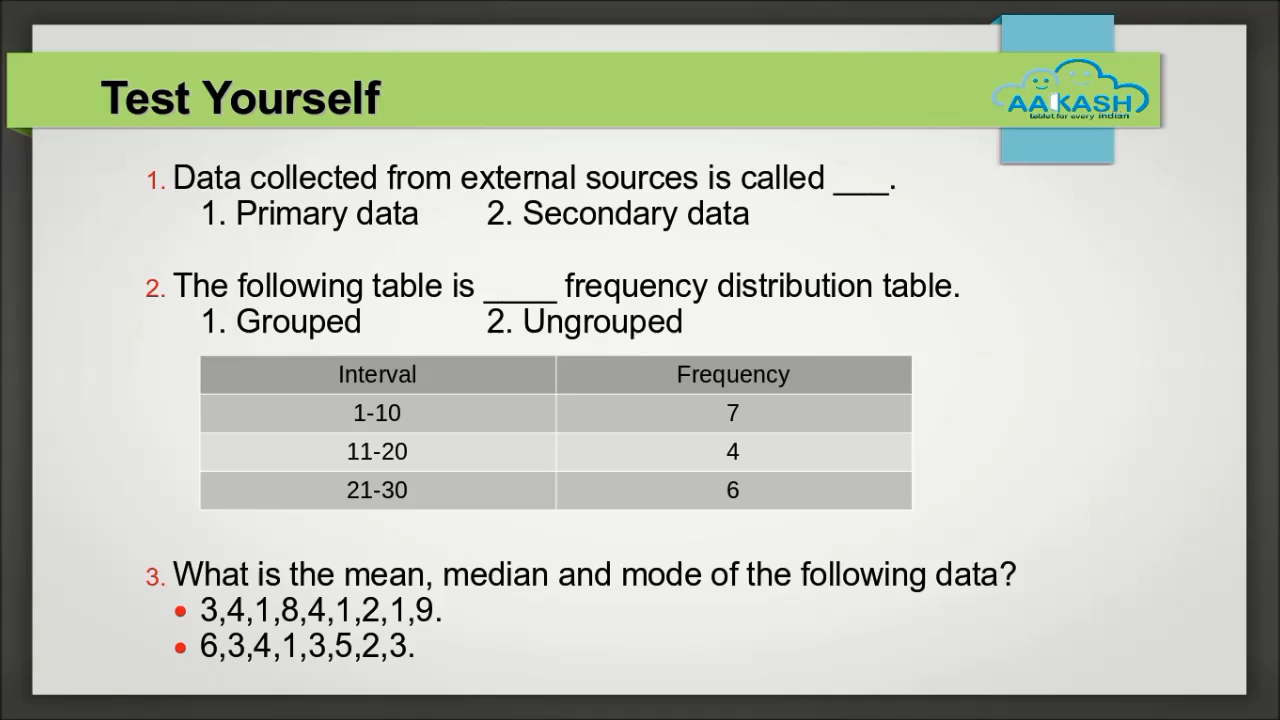 Test Yourself
AAKASH
tablet for every indian
1. Data collected from external sources is called ___.
1. Primary data 2. Secondary data
2. The following table is ____ frequency distribution table.
1. Grouped 2. Ungrouped
Interval Frequency
1-10 7
11-20 4
21-30 6
3. What is the mean, median and mode of the following data?
• 3,4,1,8,4,1,2,1,9.
• 6,3,4,1,3,5,2,3.